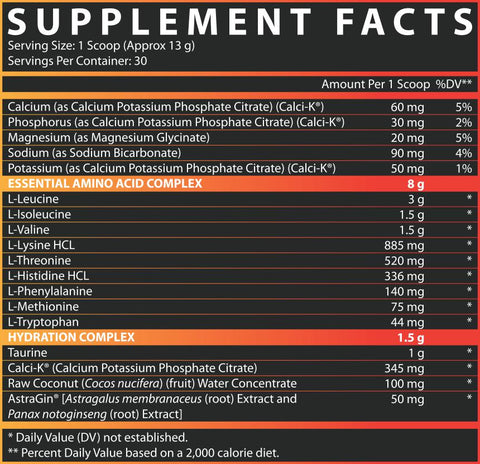 SUPPLEMENT FACTS
Serving Size: 1 Scoop (Approx 13 g)
Servings Per Container: 30
Amount Per 1 Scoop %DV**
Calcium (as Calcium Potassium Phosphate Citrate) (Calci-K®) 60 mg 5%
Phosphorus (as Calcium Potassium Phosphate Citrate) (Calci-K®) 30 mg 2%
Magnesium (as Magnesium Glycinate) 20 mg 5%
Sodium (as Sodium Bicarbonate) 90 mg 4%
Potassium (as Calcium Potassium Phosphate Citrate) (Calci-K®) 50 mg 1%
ESSENTIAL AMINO ACID COMPLEX 8 g
L-Leucine 3 g *
L-Isoleucine 1.5 g *
L-Valine 1.5 g *
L-Lysine HCL 885 mg *
L-Threonine 520 mg *
L-Histidine HCL 336 mg *
L-Phenylalanine 140 mg *
L-Methionine 75 mg *
L-Tryptophan 44 mg *
HYDRATION COMPLEX 1.5 g
Taurine 1 g *
Calci-K® (Calcium Potassium Phosphate Citrate) 345 mg *
Raw Coconut (Cocos nucifera) (fruit) Water Concentrate 100 mg *
AstraGin® [Astragalus membranaceus (root) Extract and 50 mg *
Panax notoginseng (root) Extract]
* Daily Value (DV) not established.
** Percent Daily Value based on a 2,000 calorie diet.